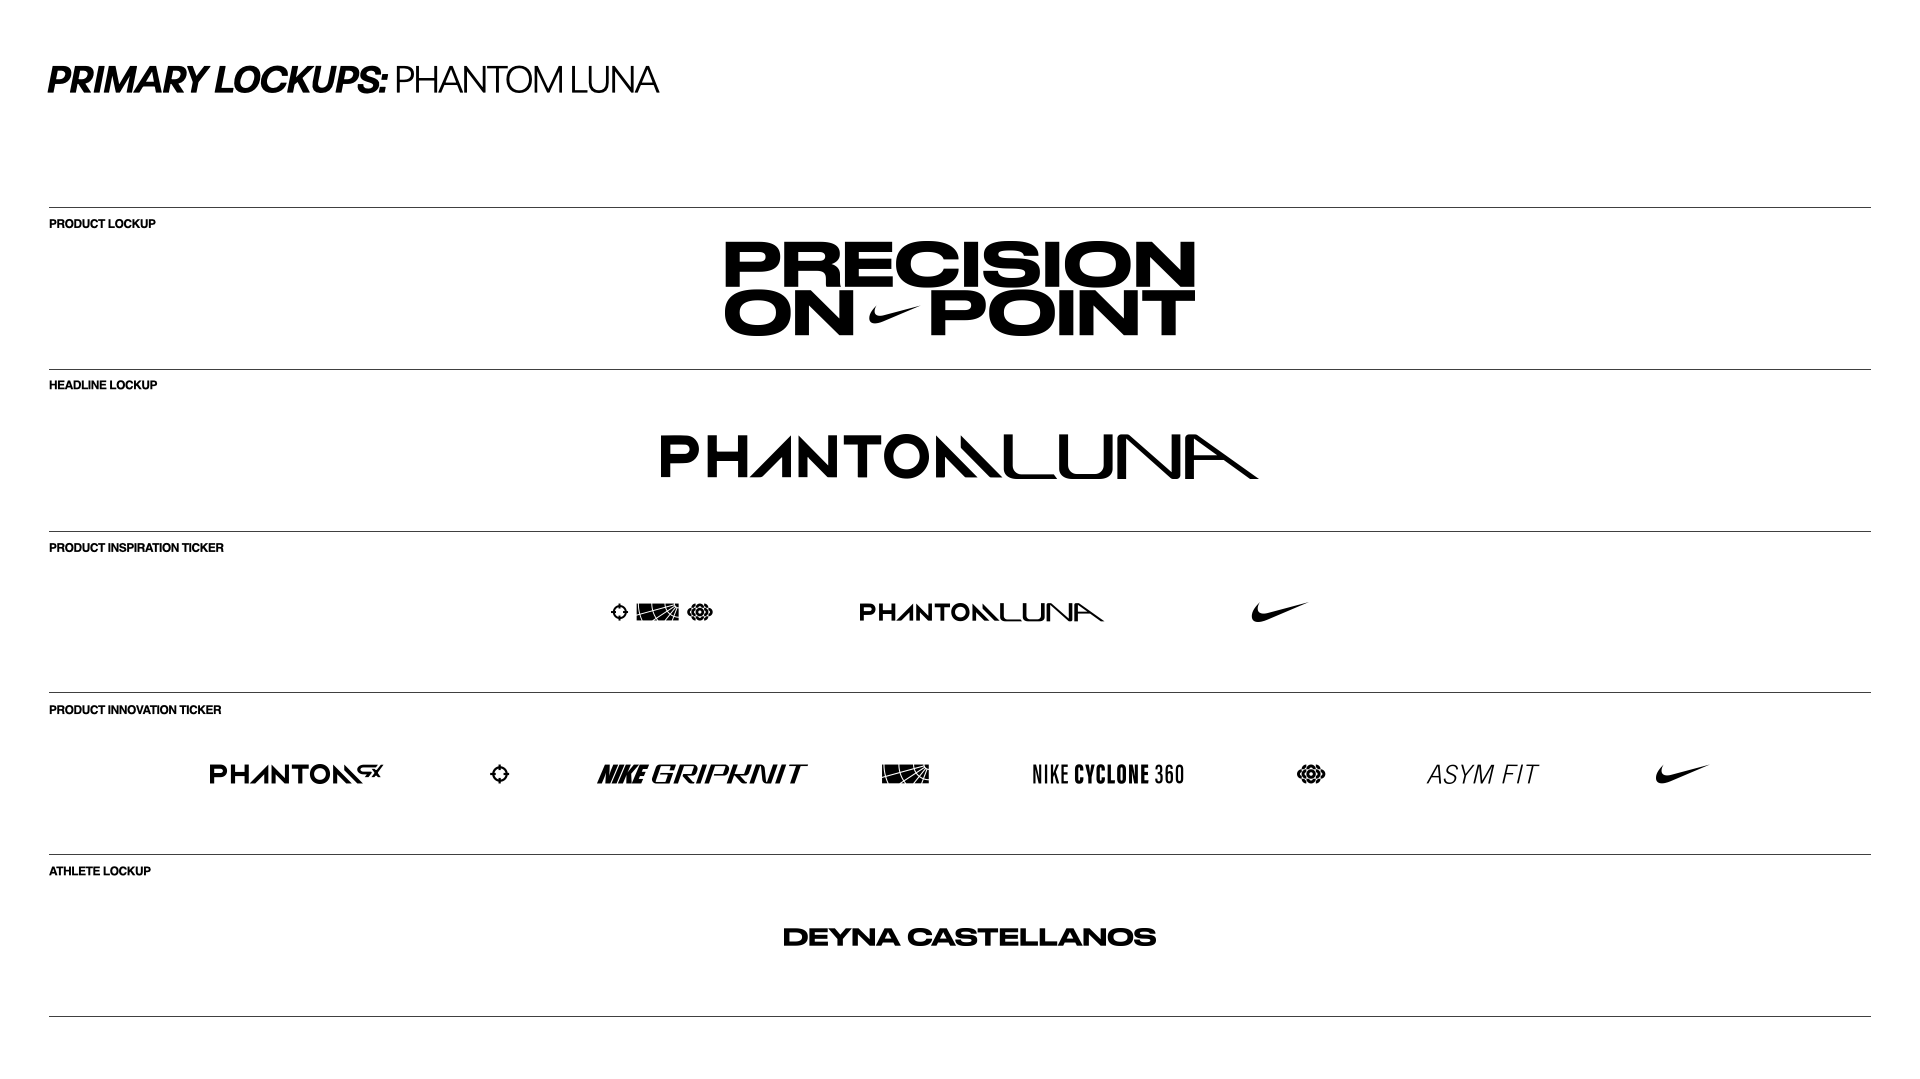 PRIMARY LOCKUPS: PHANTOM LUNA
PRODUCT LOCKUP
PRECISION
ON POINT
HEADLINE LOCKUP
PHANTOM LUNA
PRODUCT INSPIRATION TICKER
PHANTOM LUNA
PRODUCT INNOVATION TICKER
PHANTOM GX NIKE GRIPKNIT NIKE CYCLONE 360 ASYM FIT
ATHLETE LOCKUP
DEYNA CASTELLANOS